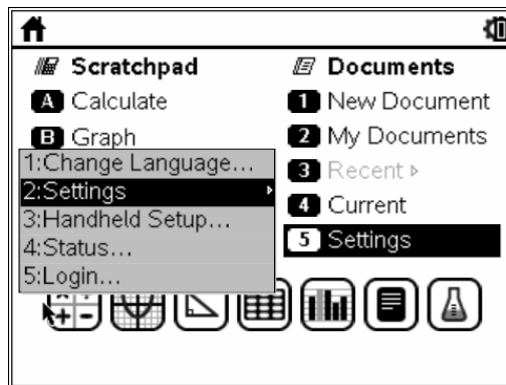 Scratchpad
A Calculate
B Graph
Documents
1 New Document
2 My Documents
3 Recent ▹
4 Current
5 Settings
1:Change Language...
2:Settings ▸
3:Handheld Setup...
4:Status...
5:Login...